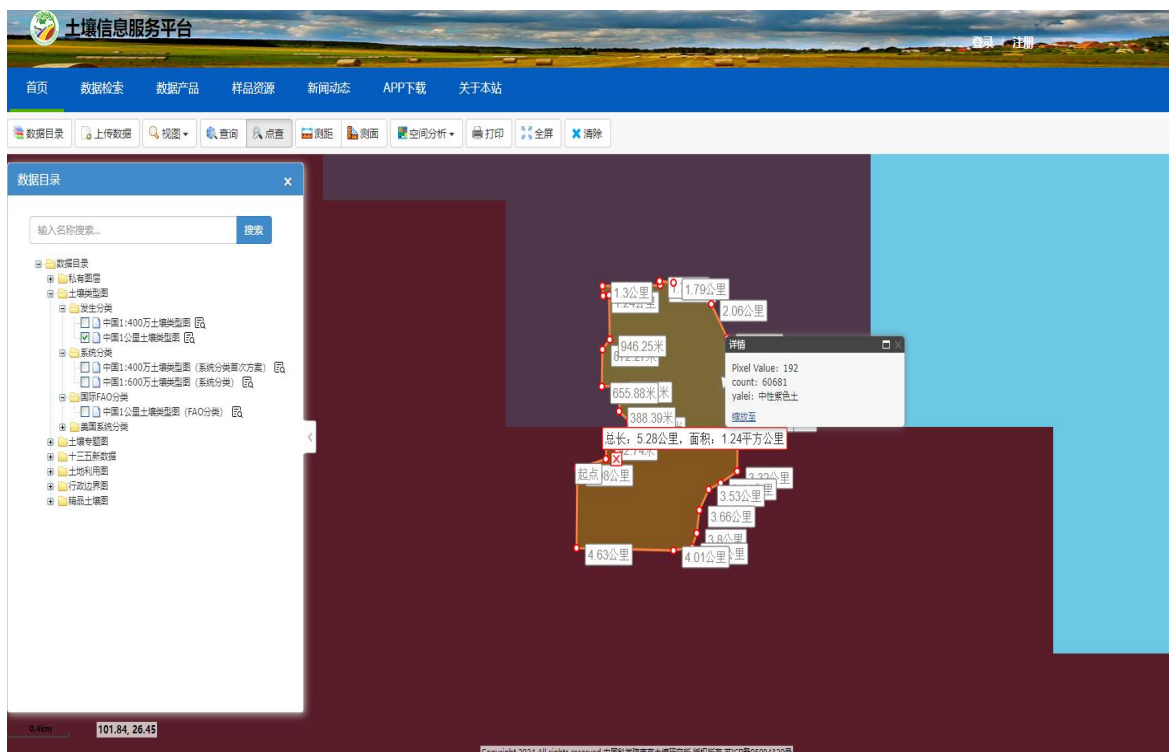 土壤信息服务平台
登录 | 注册
首页 数据检索 数据产品 样品资源 新闻动态 APP下载 关于本站
数据目录 上传数据 视图 查询 点查 测距 测面 空间分析 打印 全屏 清除
数据目录 x
输入名称搜索... 搜索
数据目录
私有图层
土壤类型图
发生分类
中国1:400万土壤类型图
中国1公里土壤类型图
系统分类
中国1:400万土壤类型图（系统分类首次方案）
中国1:600万土壤类型图（系统分类）
国际FAO分类
中国1公里土壤类型图（FAO分类）
美国系统分类
土壤专题图
十三五新数据
土地利用图
行政边界图
精品土壤图
1.3公里
1.79公里
2.06公里
946.25米
655.88米
388.39米
总长：5.28公里，面积：1.24平方公里
起点
3.53公里
3.66公里
3.8公里
4.01公里
4.63公里
详情
Pixel Value: 192
count: 60681
yalei: 中性紫色土
缩放至
0.4km
101.84, 26.45